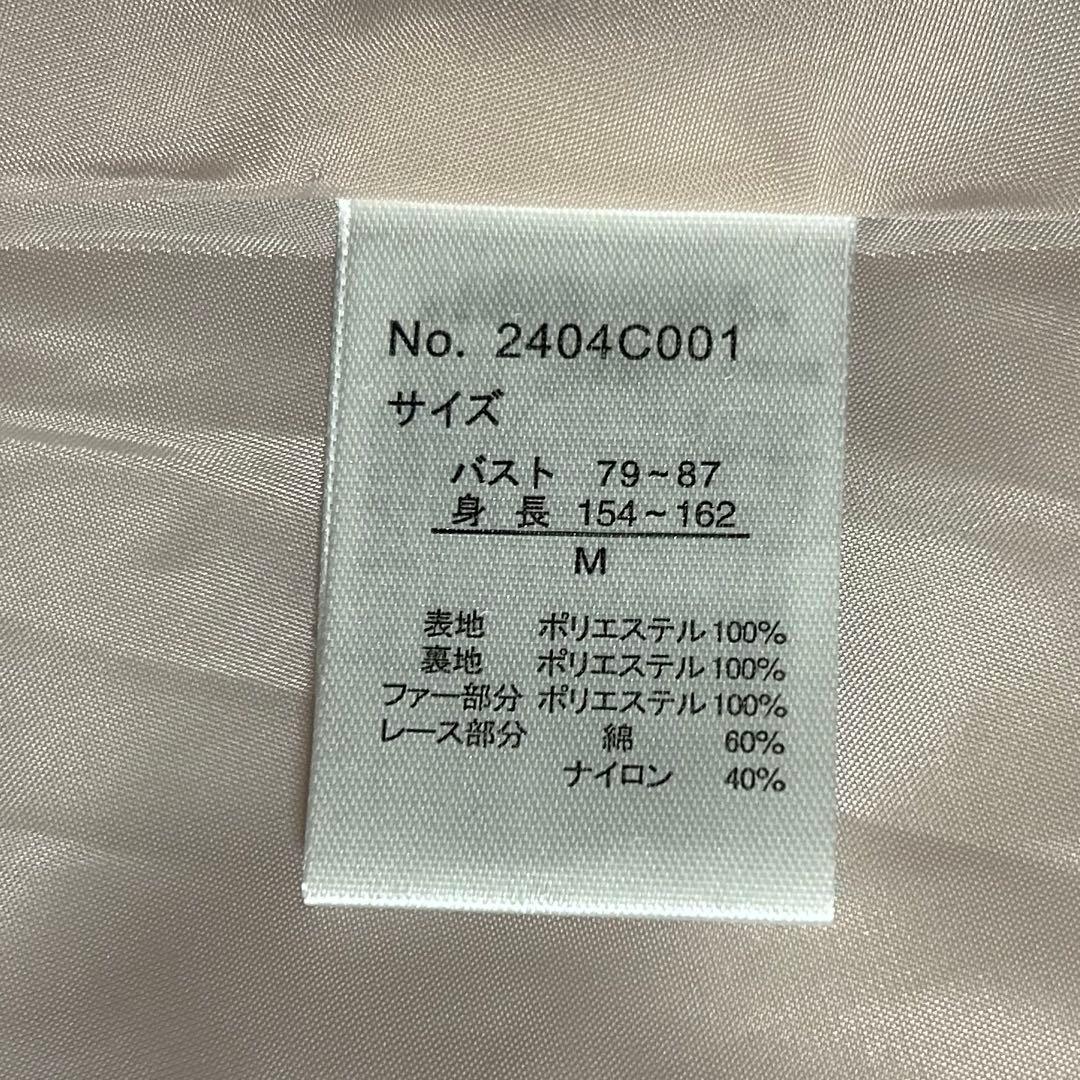 No. 2404C001
サイズ
バスト 79~87
身 長 154~162
M
表地 ポリエステル100%
裏地 ポリエステル100%
ファー部分 ポリエステル100%
レース部分 綿 60%
ナイロン 40%